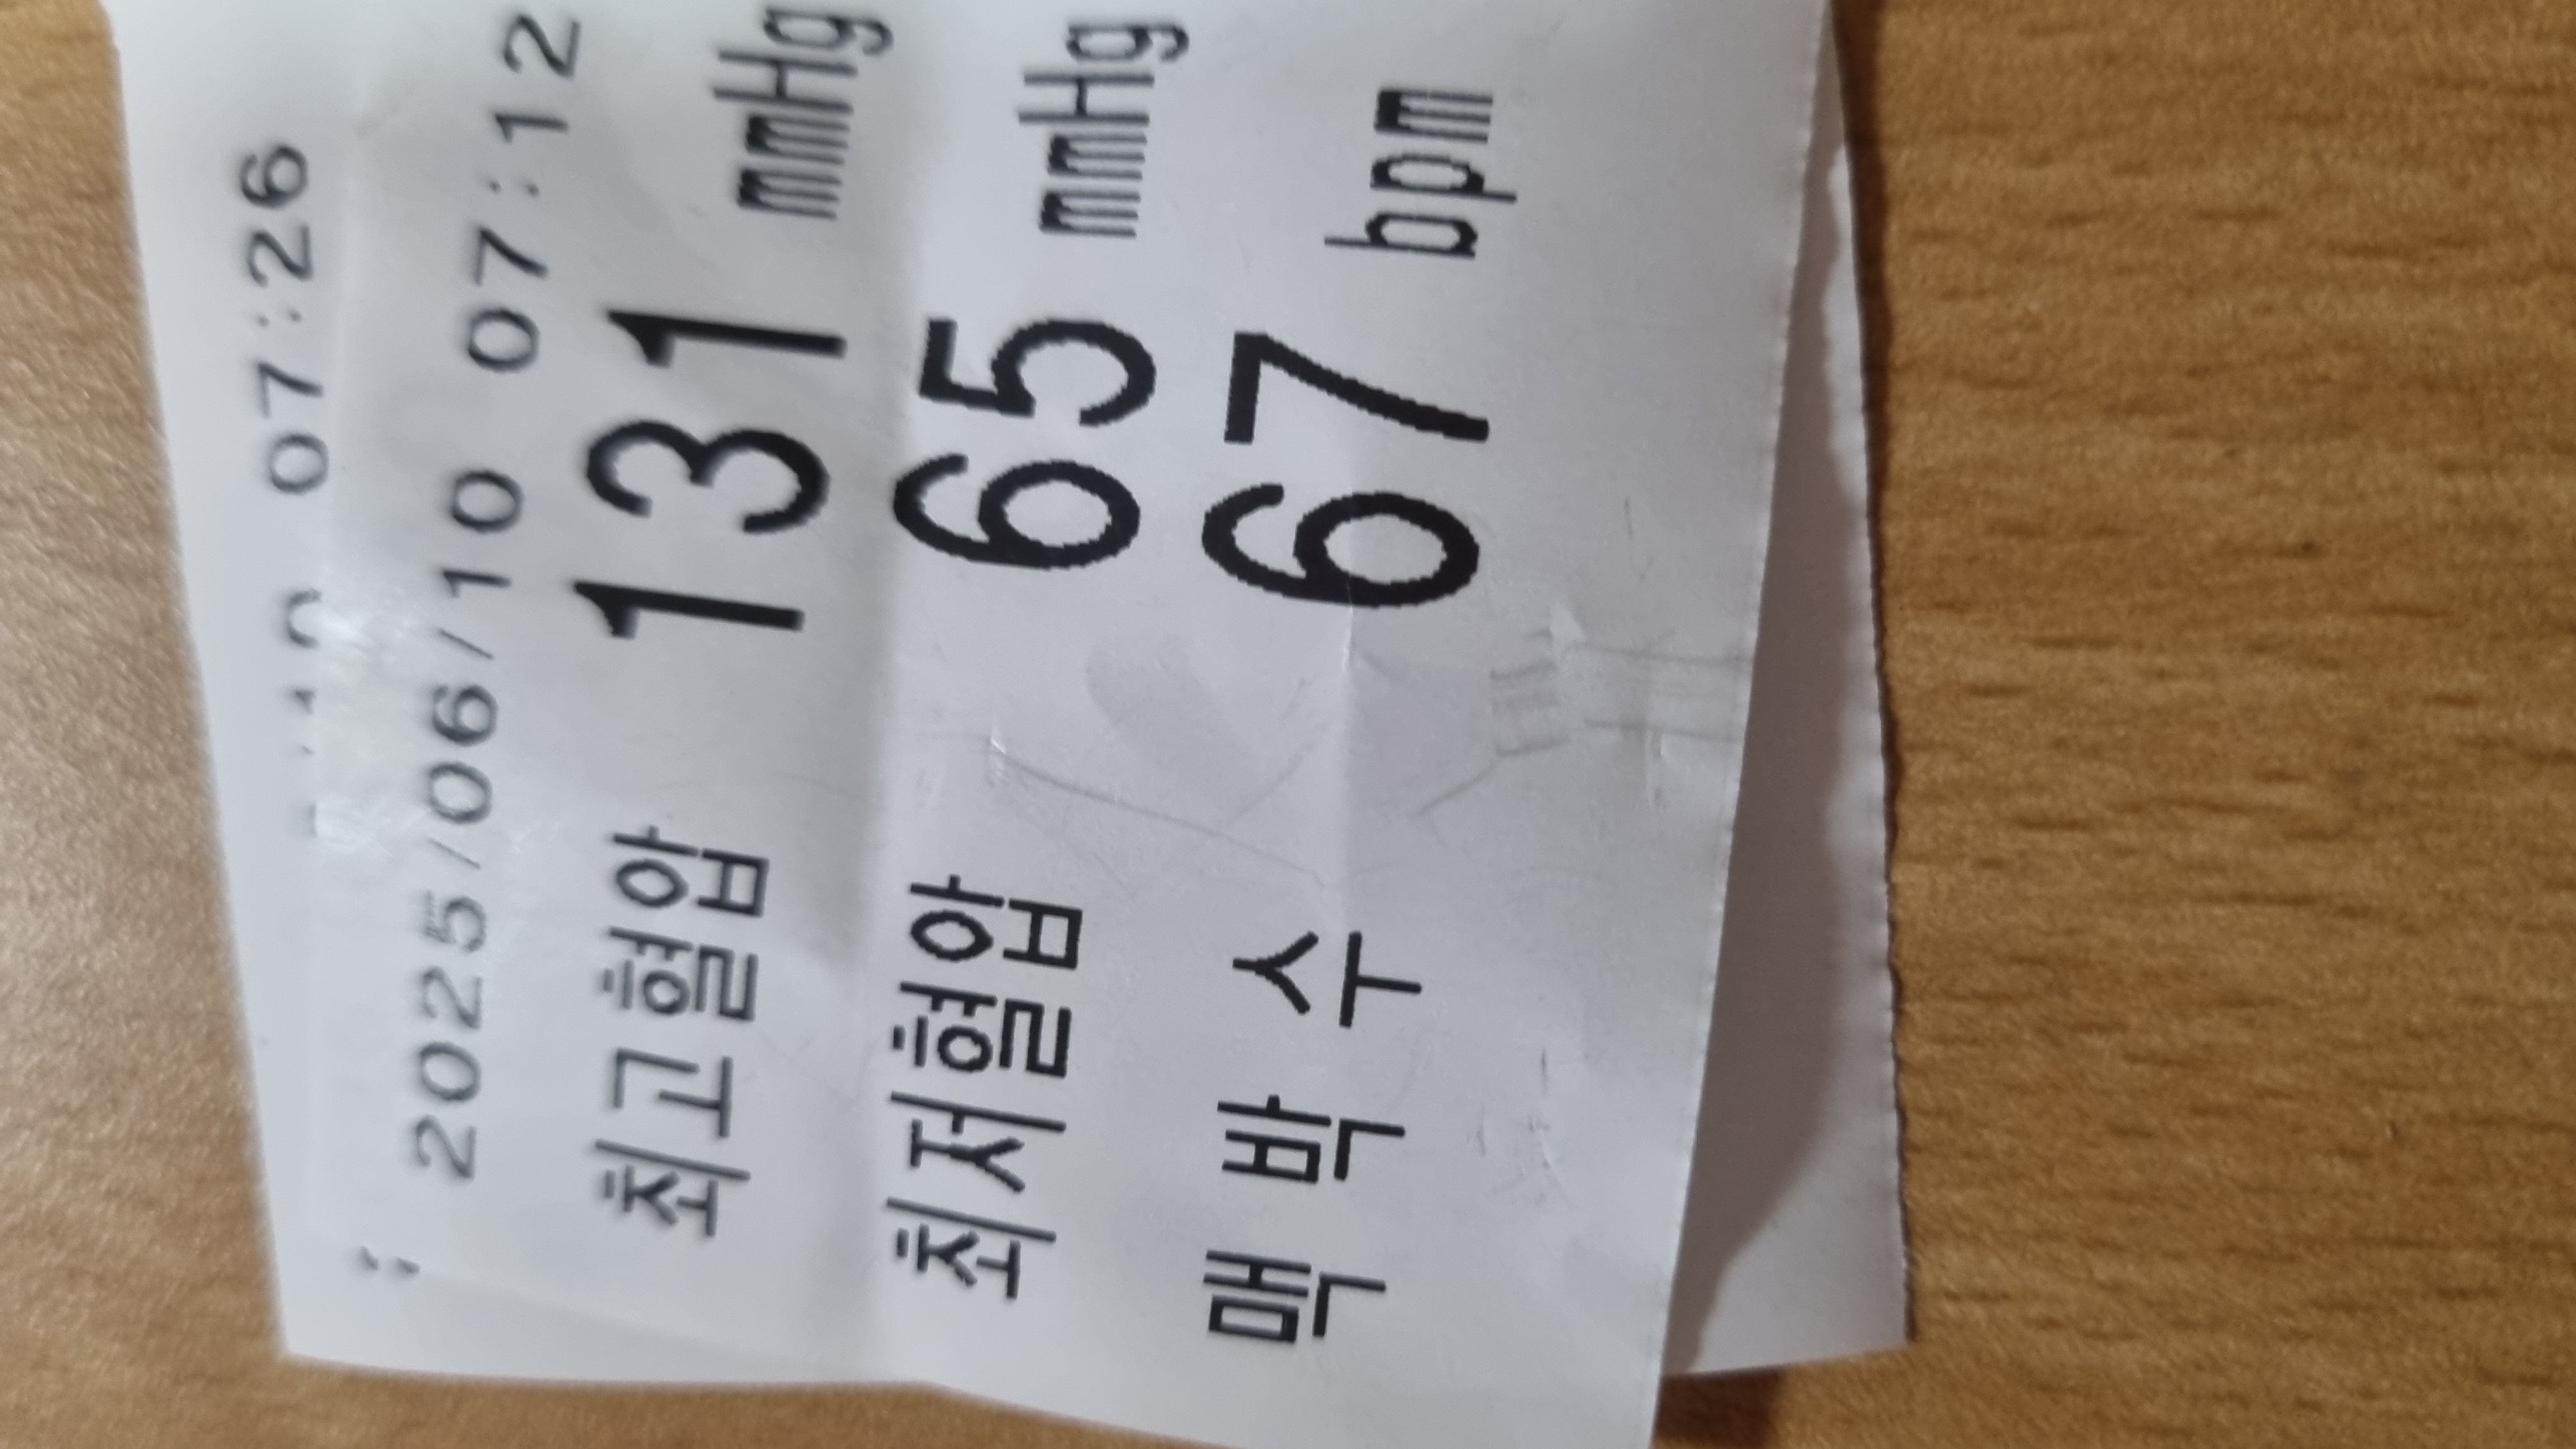 07:26
2025/06/10 07:12
최고혈압 131 mmHg
최저혈압 65 mmHg
맥 박 수 67 bpm